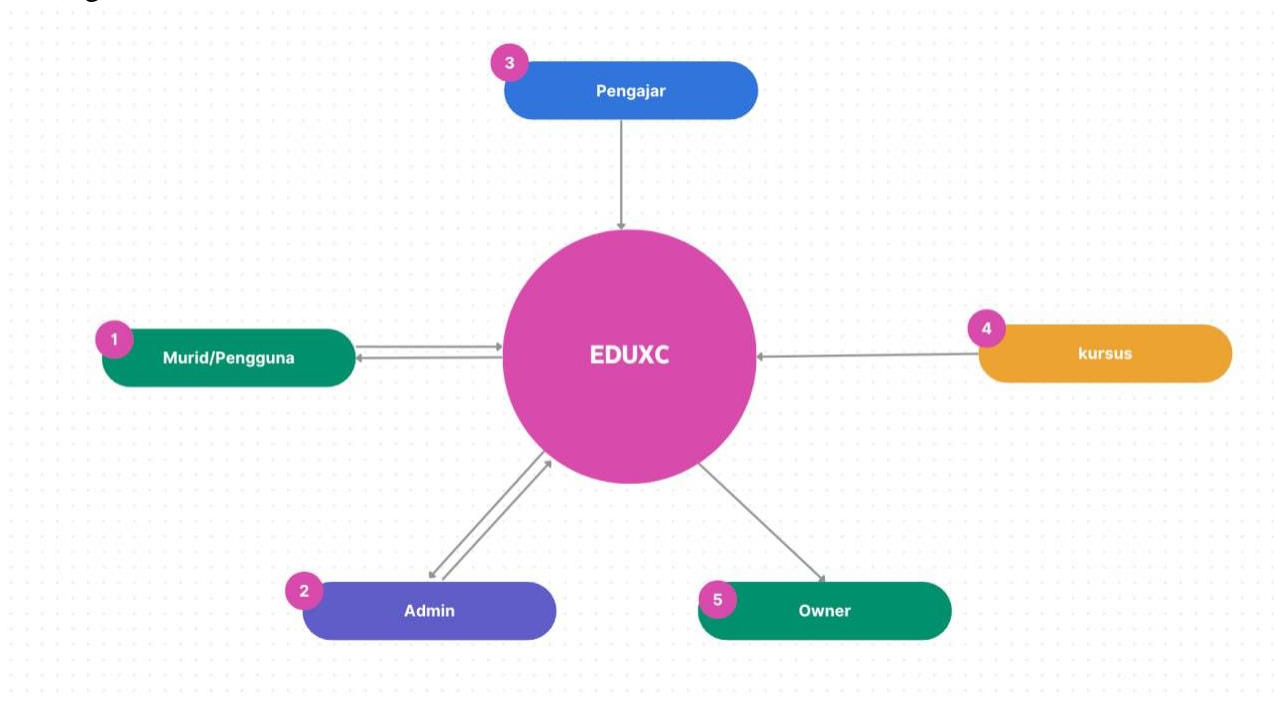 3
Pengajar
1
Murid/Pengguna
EDUXC
4
kursus
2
Admin
5
Owner